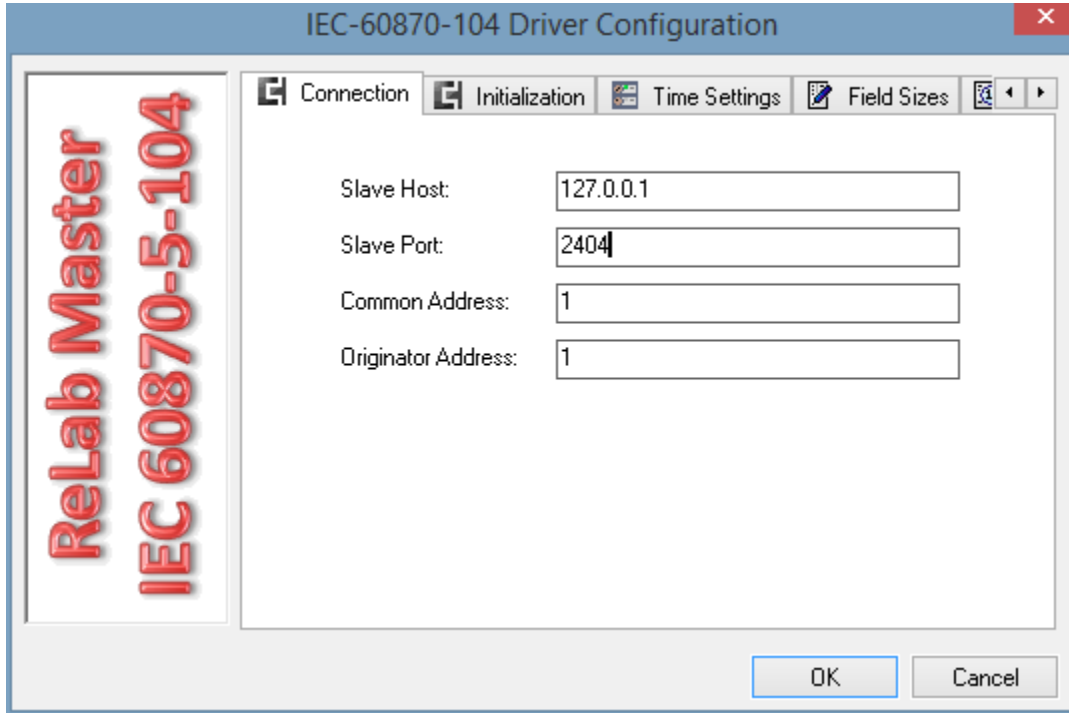 IEC-60870-104 Driver Configuration
ReLab Master
IEC 60870-5-104
Connection Initialization Time Settings Field Sizes
Slave Host: 127.0.0.1
Slave Port: 2404
Common Address: 1
Originator Address: 1
OK Cancel